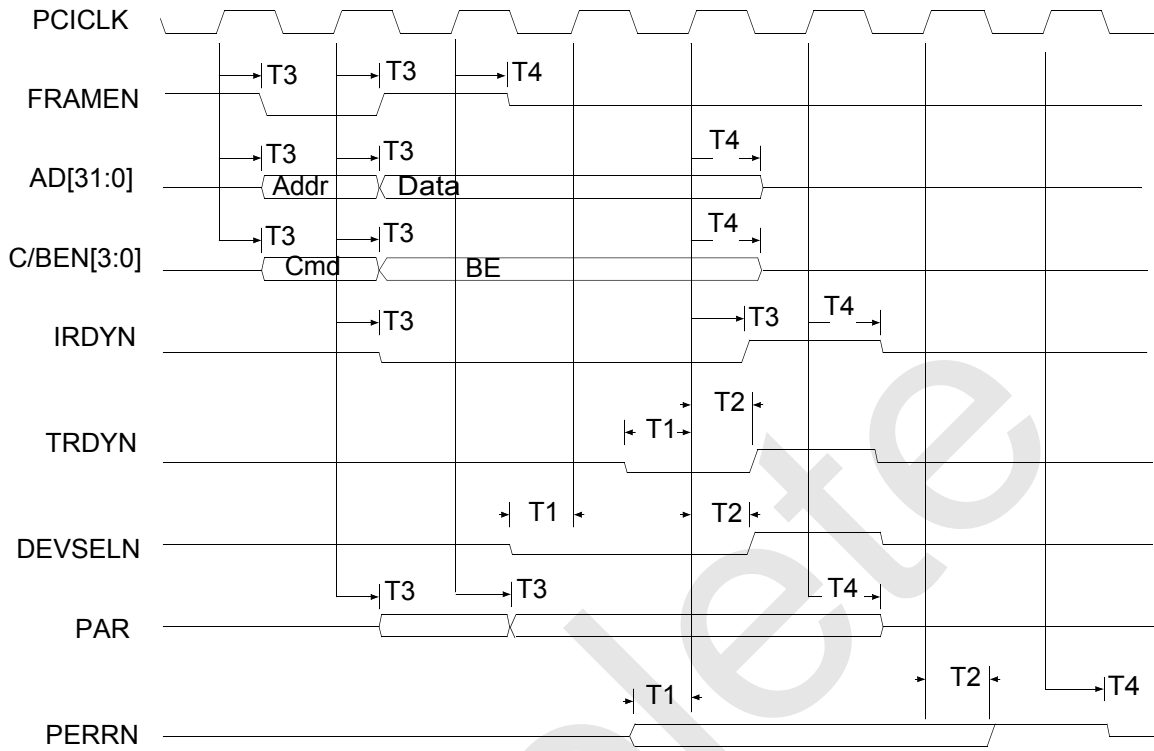 PCICLK
T3 T3 T4
FRAMEN
T3 T3 T4
AD[31:0]
Addr Data
T3 T3 T4
C/BEN[3:0]
Cmd BE
T3 T3 T4
IRDYN
T1 T2
TRDYN
T1 T2
DEVSELN
T3 T3 T4
PAR
T1 T2 T4
PERRN
lete